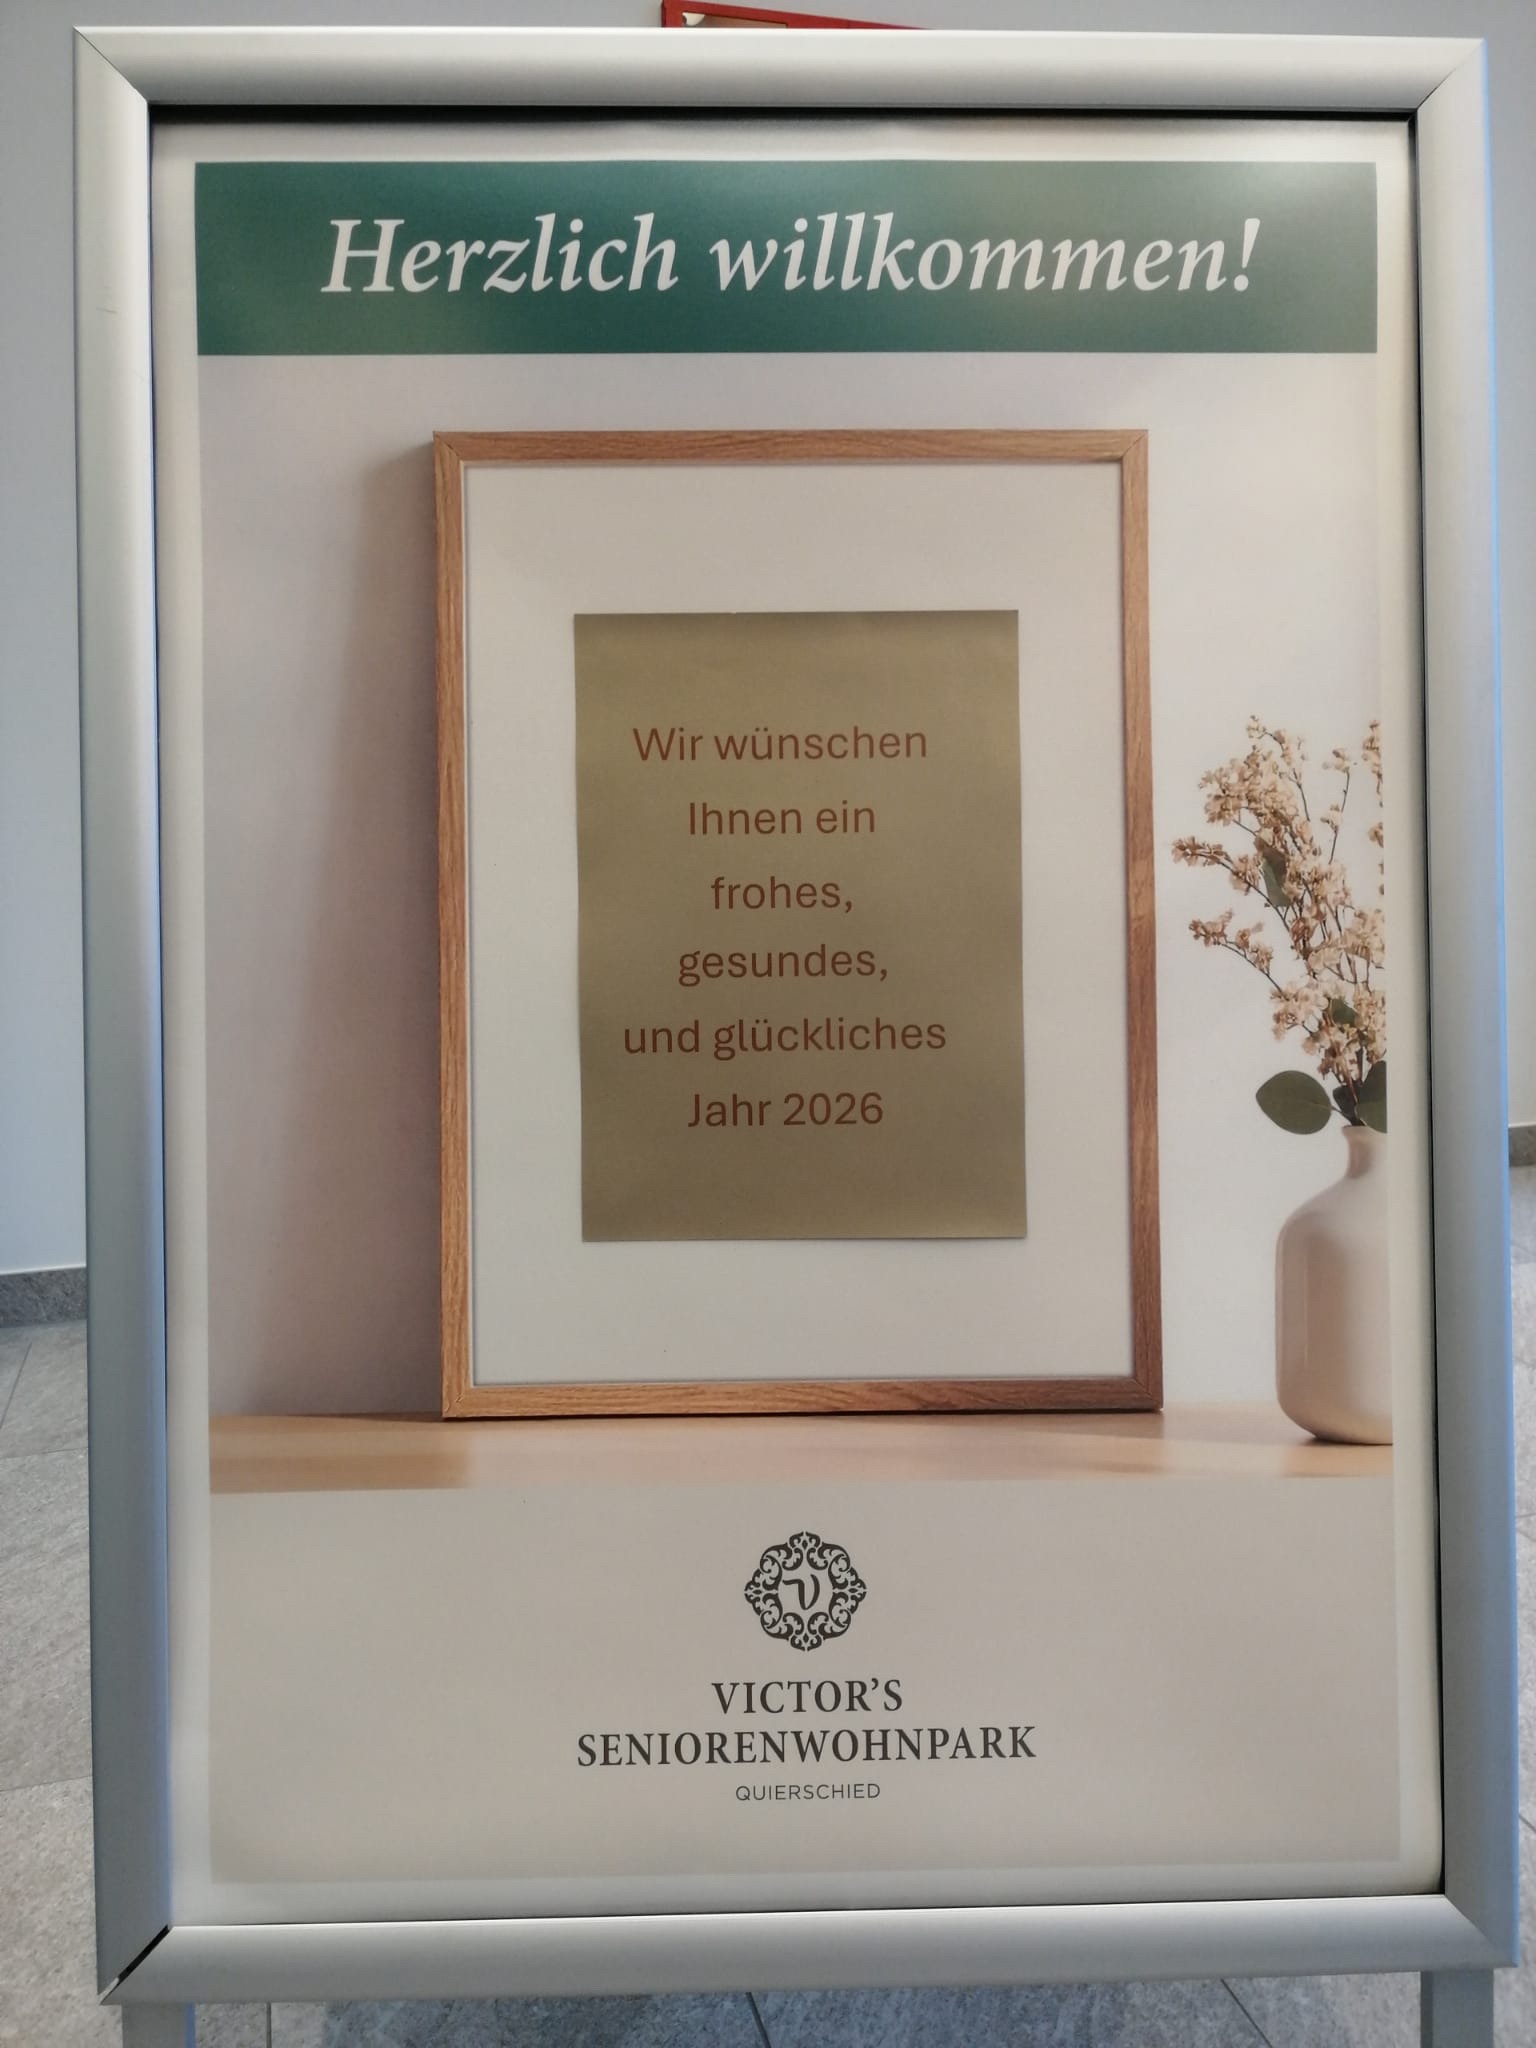 Herzlich willkommen!
Wir wünschen
Ihnen ein
frohes,
gesundes,
und glückliches
Jahr 2026
v
VICTOR’S
SENIORENWOHNPARK
QUIERSCHIED